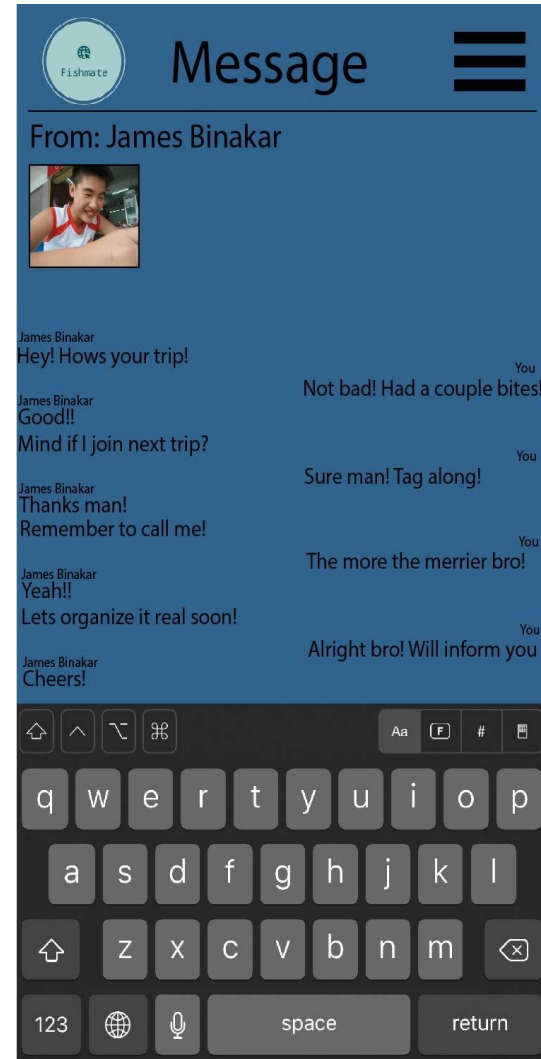 Fishmate
Message
From: James Binakar
James Binakar
Hey! Hows your trip!
You
Not bad! Had a couple bites!
James Binakar
Good!!
Mind if I join next trip?
You
Sure man! Tag along!
James Binakar
Thanks man!
Remember to call me!
You
The more the merrier bro!
James Binakar
Yeah!!
Lets organize it real soon!
You
Alright bro! Will inform you
James Binakar
Cheers!
Aa F #
q w e r t y u i o p
a s d f g h j k l
z x c v b n m
123 space return